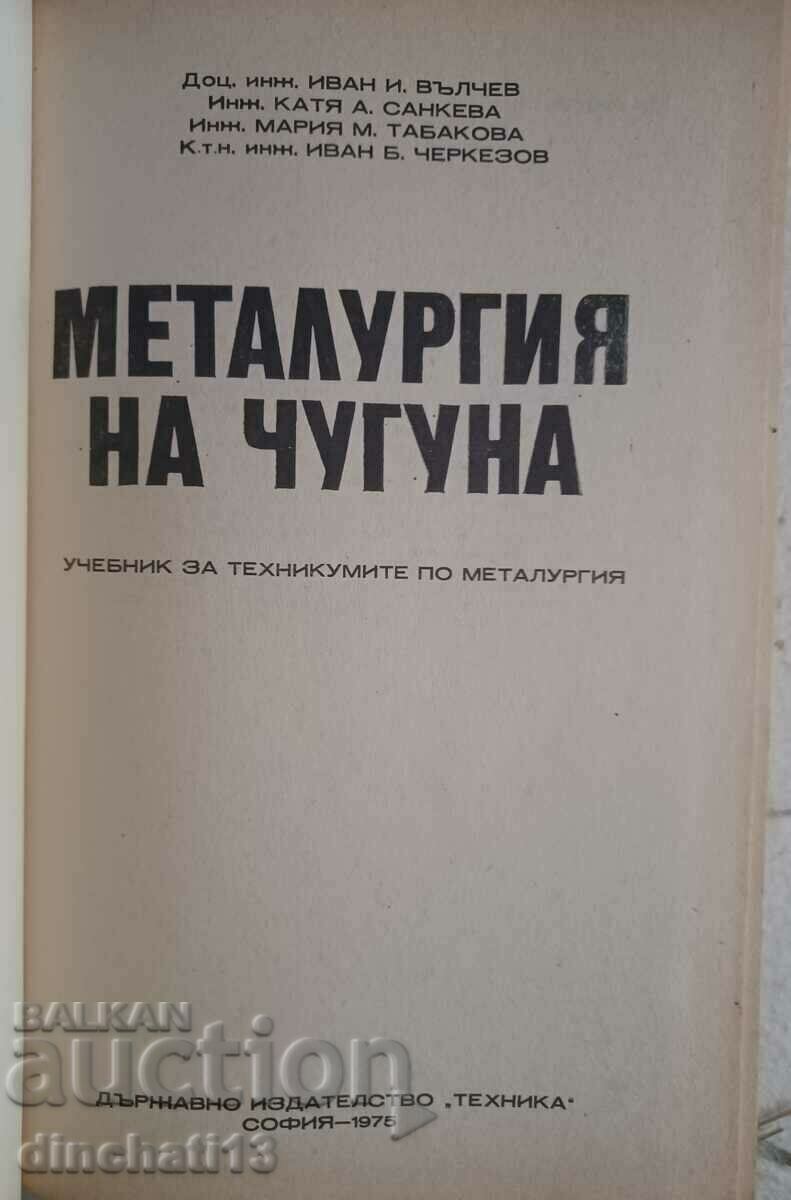 Доц. инж. ИВАН И. ВЪЛЧЕВ
Инж. КАТЯ А. САНКЕВА
Инж. МАРИЯ М. ТАБАКОВА
К.т.н. инж. ИВАН Б. ЧЕРКЕЗОВ
МЕТАЛУРГИЯ
НА ЧУГУНА
УЧЕБНИК ЗА ТЕХНИКУМИТЕ ПО МЕТАЛУРГИЯ
BALKAN
auction
ДЪРЖАВНО ИЗДАТЕЛСТВО „ТЕХНИКА“
СОФИЯ—1975
dinchati13